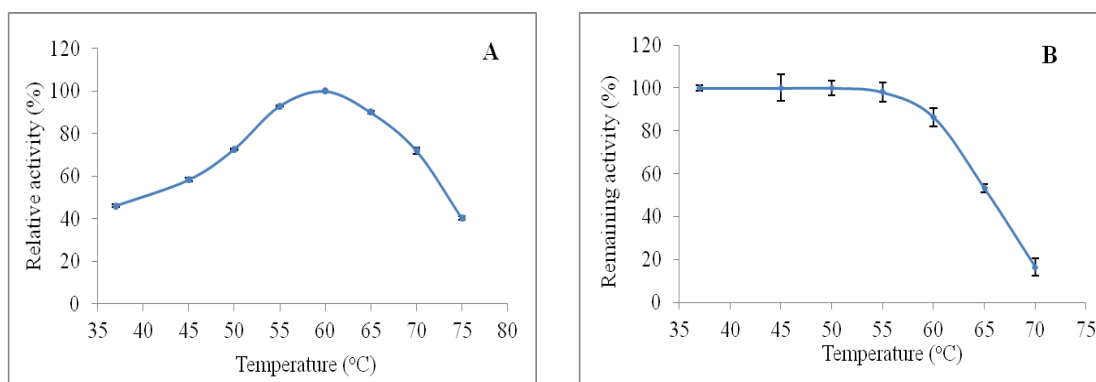 A
120
100
80
60
40
20
0
Relative activity (%)
35 40 45 50 55 60 65 70 75 80
Temperature (°C)
B
120
100
80
60
40
20
0
Remaining activity (%)
35 40 45 50 55 60 65 70 75
Temperature (°C)